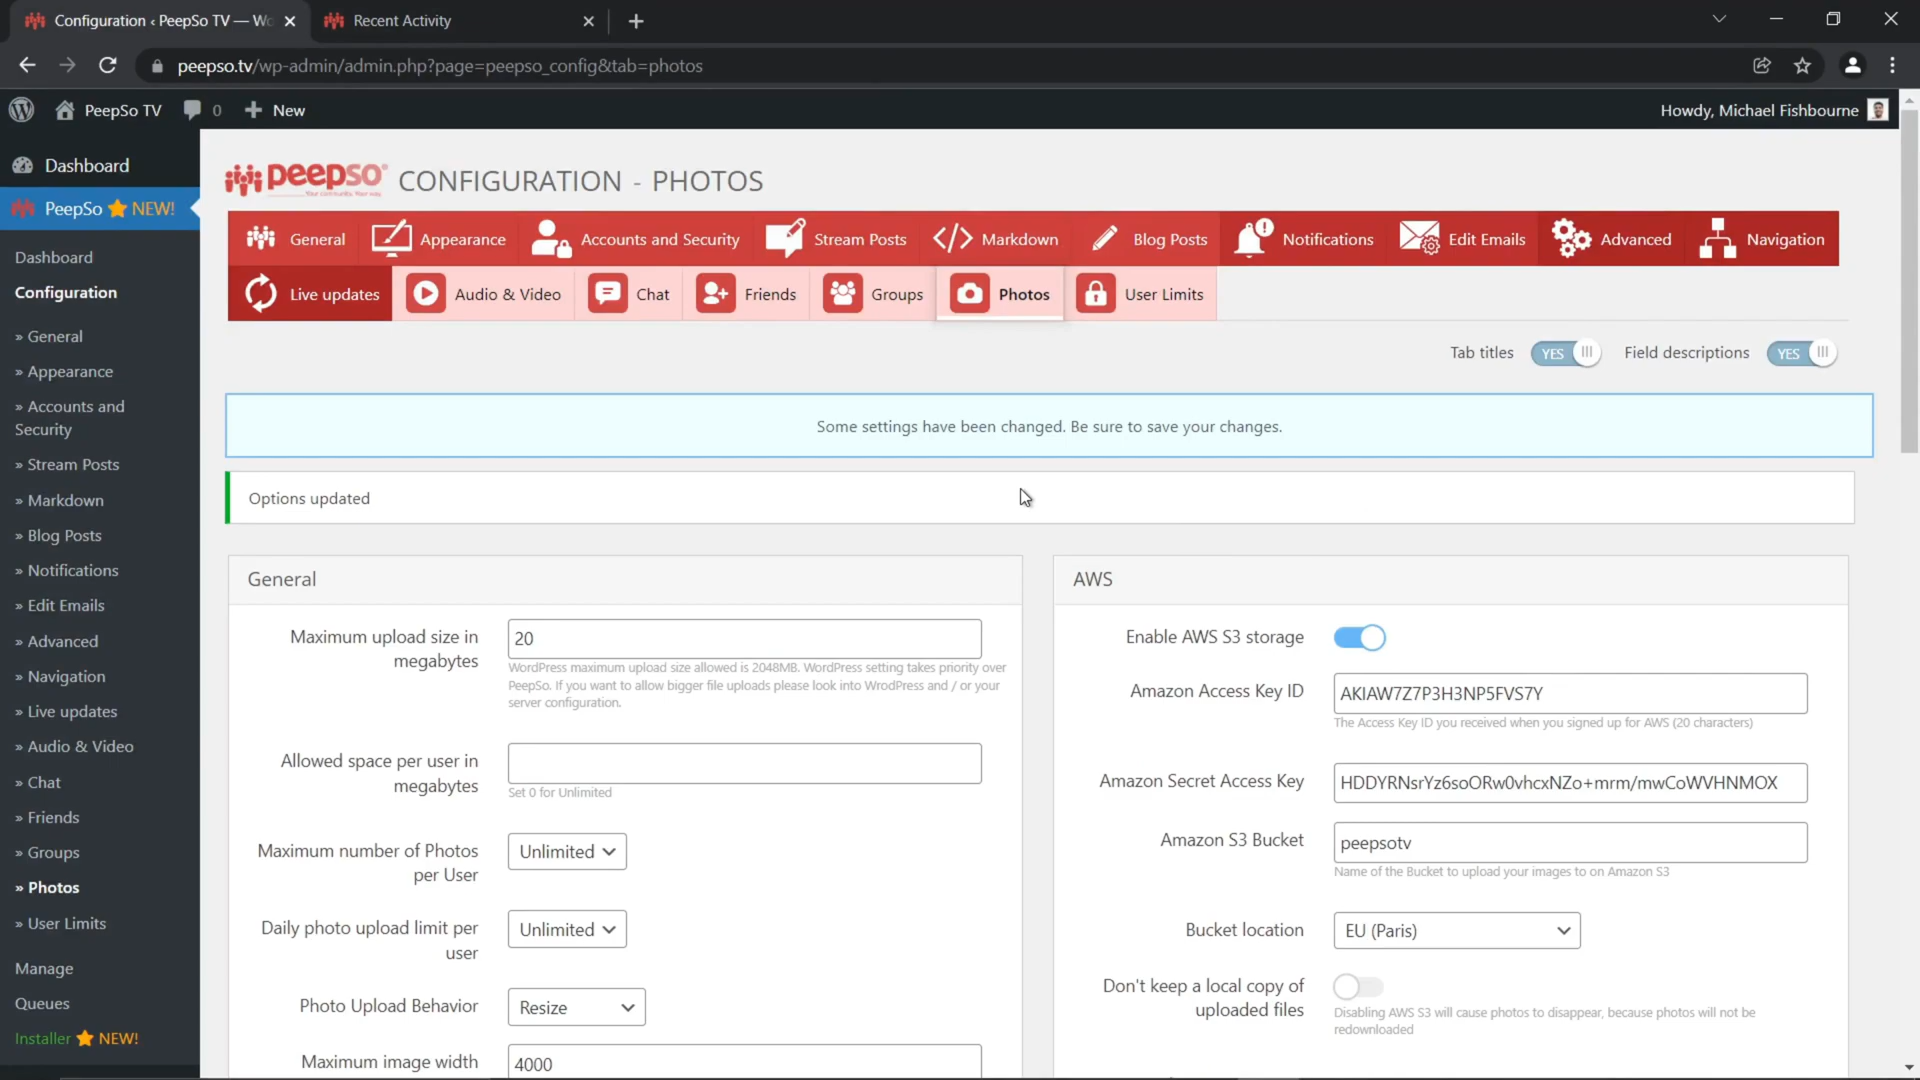 Configuration ‹ PeepSo TV — Wo
Recent Activity
peepso.tv/wp-admin/admin.php?page=peepso_config&tab=photos
PeepSo TV
0
New
Howdy, Michael Fishbourne
Dashboard
PeepSo NEW!
Dashboard
Configuration
» General
» Appearance
» Accounts and
Security
» Stream Posts
» Markdown
» Blog Posts
» Notifications
» Edit Emails
» Advanced
» Navigation
» Live updates
» Audio & Video
» Chat
» Friends
» Groups
» Photos
» User Limits
Manage
Queues
Installer NEW!
peepso®
Your community. Your way.
CONFIGURATION - PHOTOS
General
Appearance
Accounts and Security
Stream Posts
Markdown
Blog Posts
Notifications
Edit Emails
Advanced
Navigation
Live updates
Audio & Video
Chat
Friends
Groups
Photos
User Limits
Tab titles YES
Field descriptions YES
Some settings have been changed. Be sure to save your changes.
Options updated
General
Maximum upload size in
megabytes
20
WordPress maximum upload size allowed is 2048MB. WordPress setting takes priority over
PeepSo. If you want to allow bigger file uploads please look into WrodPress and / or your
server configuration.
Allowed space per user in
megabytes
Set 0 for Unlimited
Maximum number of Photos
per User
Unlimited
Daily photo upload limit per
user
Unlimited
Photo Upload Behavior
Resize
Maximum image width
4000
AWS
Enable AWS S3 storage
Amazon Access Key ID
AKIAW7Z7P3H3NP5FVS7Y
The Access Key ID you received when you signed up for AWS (20 characters)
Amazon Secret Access Key
HDDYRNsrYz6soORw0vhcxNZo+mrm/mwCoWVHNMOX
Amazon S3 Bucket
peepsotv
Name of the Bucket to upload your images to on Amazon S3
Bucket location
EU (Paris)
Don't keep a local copy of
uploaded files
Disabling AWS S3 will cause photos to disappear, because photos will not be
redownloaded